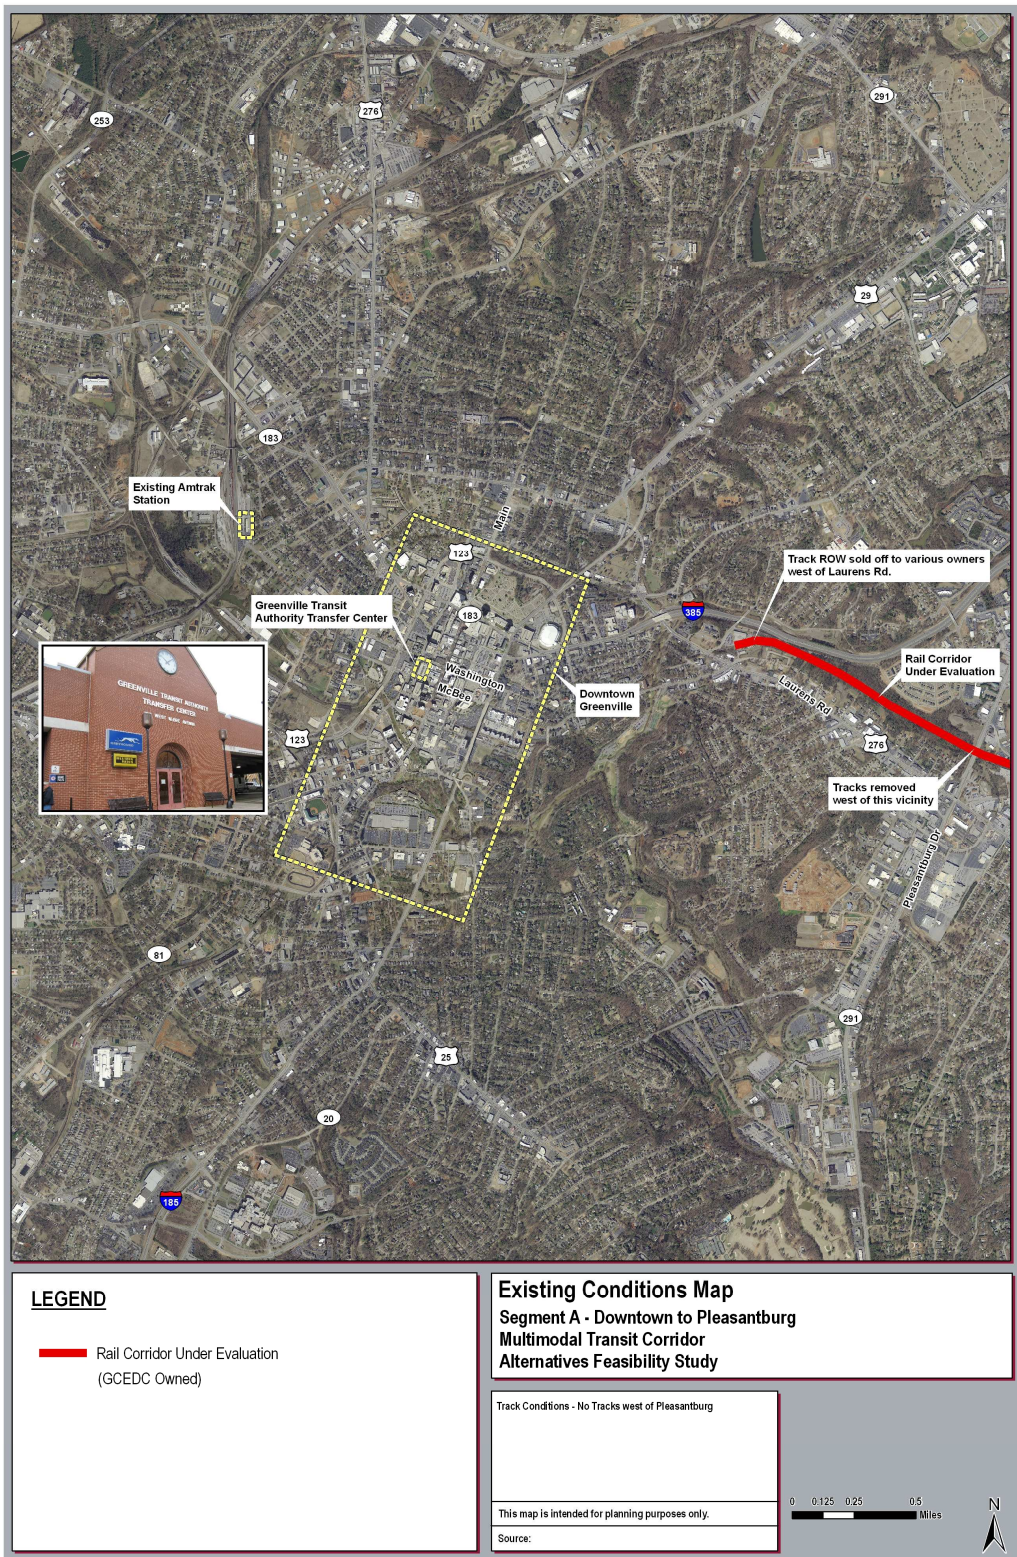 253
276
291
29
183
Existing Amtrak
Station
Main
123
Track ROW sold off to various owners
west of Laurens Rd.
Greenville Transit
Authority Transfer Center
183
385
GREENVILLE TRANSIT AUTHORITY
TRANSFER CENTER
Rail Corridor
Under Evaluation
Washington
McBee
Downtown
Greenville
Laurens Rd
123
276
Tracks removed
west of this vicinity
Pleasantburg Dr
81
291
25
20
185
LEGEND
Rail Corridor Under Evaluation
(GCEDC Owned)
Existing Conditions Map
Segment A - Downtown to Pleasantburg
Multimodal Transit Corridor
Alternatives Feasibility Study
Track Conditions - No Tracks west of Pleasantburg
This map is intended for planning purposes only.
Source:
0 0.125 0.25 0.5
Miles
N